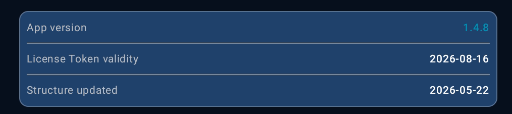 App version 1.4.8
License Token validity 2026-08-16
Structure updated 2026-05-22